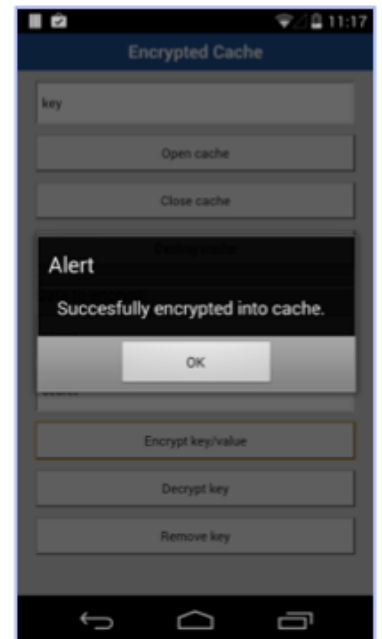 11:17
Encrypted Cache
key
Open cache
Close cache
Alert
Succesfully encrypted into cache.
OK
Encrypt key/value
Decrypt key
Remove key